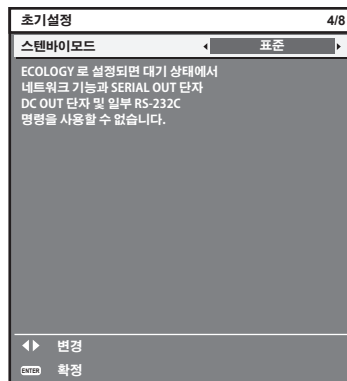 초기설정 4/8
스텐바이모드 표준
ECOLOGY 로 설정되면 대기 상태에서
네트워크 기능과 SERIAL OUT 단자
DC OUT 단자 및 일부 RS-232C
명령을 사용할 수 없습니다.
변경
ENTER 확정